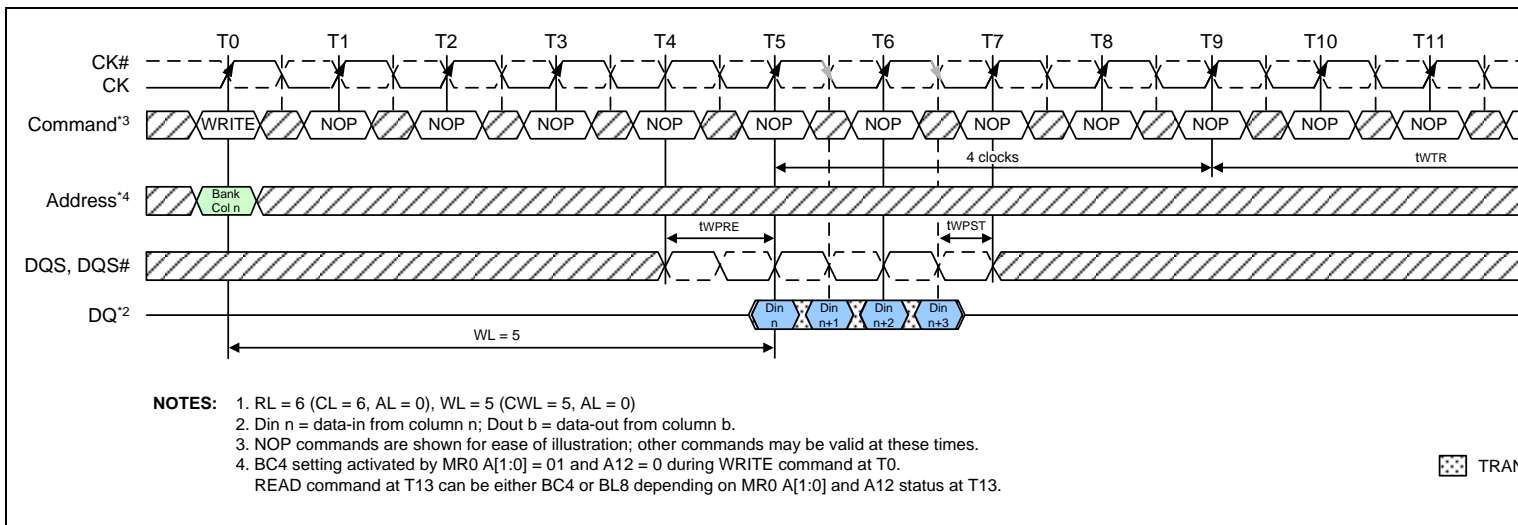 T0 T1 T2 T3 T4 T5 T6 T7 T8 T9 T10 T11
CK#
CK
Command*3 WRITE NOP NOP NOP NOP NOP NOP NOP NOP NOP NOP NOP
4 clocks tWTR
Address*4 Bank Col n
tWPRE tWPST
DQS, DQS#
DQ*2 Din n Din n+1 Din n+2 Din n+3
WL = 5
NOTES: 1. RL = 6 (CL = 6, AL = 0), WL = 5 (CWL = 5, AL = 0)
2. Din n = data-in from column n; Dout b = data-out from column b.
3. NOP commands are shown for ease of illustration; other commands may be valid at these times.
4. BC4 setting activated by MR0 A[1:0] = 01 and A12 = 0 during WRITE command at T0.
READ command at T13 can be either BC4 or BL8 depending on MR0 A[1:0] and A12 status at T13.
TRAN